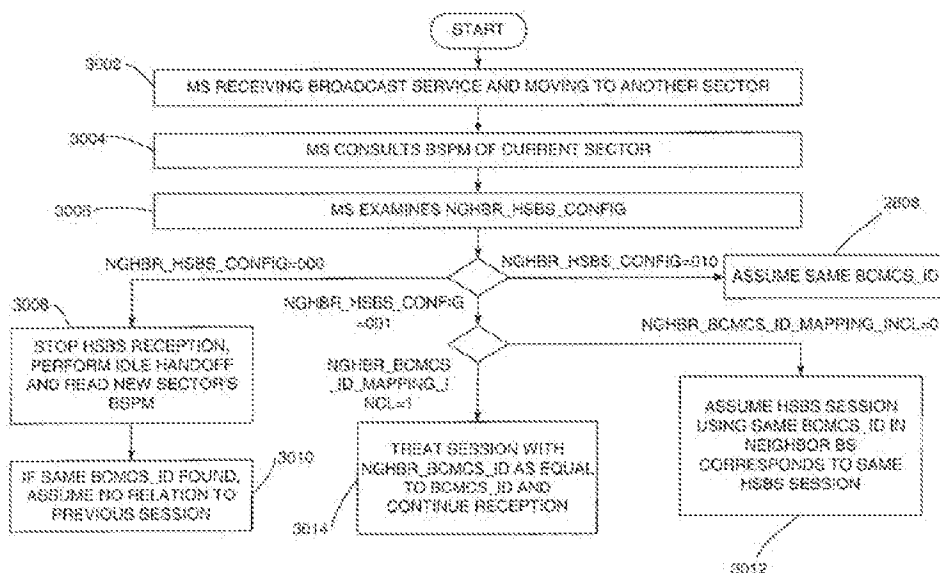 START
3002
MS RECEIVING BROADCAST SERVICE AND MOVING TO ANOTHER SECTOR
3004
MS CONSULTS BSPM OF CURRENT SECTOR
3006
MS EXAMINES NGHBR_HSBS_CONFIG
2808
NGHBR_HSBS_CONFIG=000
NGHBR_HSBS_CONFIG=010
ASSUME SAME BCMCS_ID
NGHBR_HSBS_CONFIG
=001
3008
NGHBR_BCMCS_ID_MAPPING_INCL=0
STOP HSBS RECEPTION,
PERFORM IDLE HANDOFF
AND READ NEW SECTOR'S
BSPM
NGHBR_BCMCS
_ID_MAPPING_I
NCL=1
ASSUME HSBS SESSION
USING SAME BCMCS_ID IN
NEIGHBOR BS
CORRESPONDS TO SAME
HSBS SESSION
TREAT SESSION WITH
NGHBR_BCMCS_ID AS EQUAL
TO BCMCS_ID AND
CONTINUE RECEPTION
IF SAME BCMCS_ID FOUND,
ASSUME NO RELATION TO
PREVIOUS SESSION
3010
3014
3012